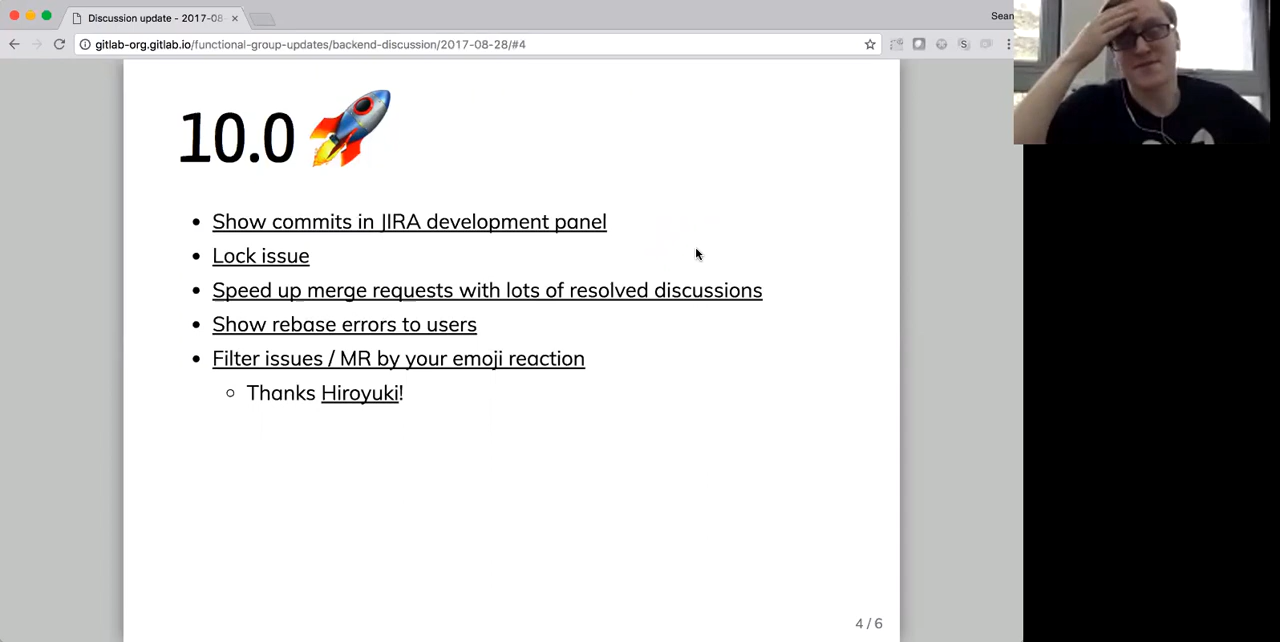 Discussion update - 2017-08-
Sean
gitlab-org.gitlab.io/functional-group-updates/backend-discussion/2017-08-28/#4
10.0
Show commits in JIRA development panel
Lock issue
Speed up merge requests with lots of resolved discussions
Show rebase errors to users
Filter issues / MR by your emoji reaction
Thanks Hiroyuki!
4 / 6